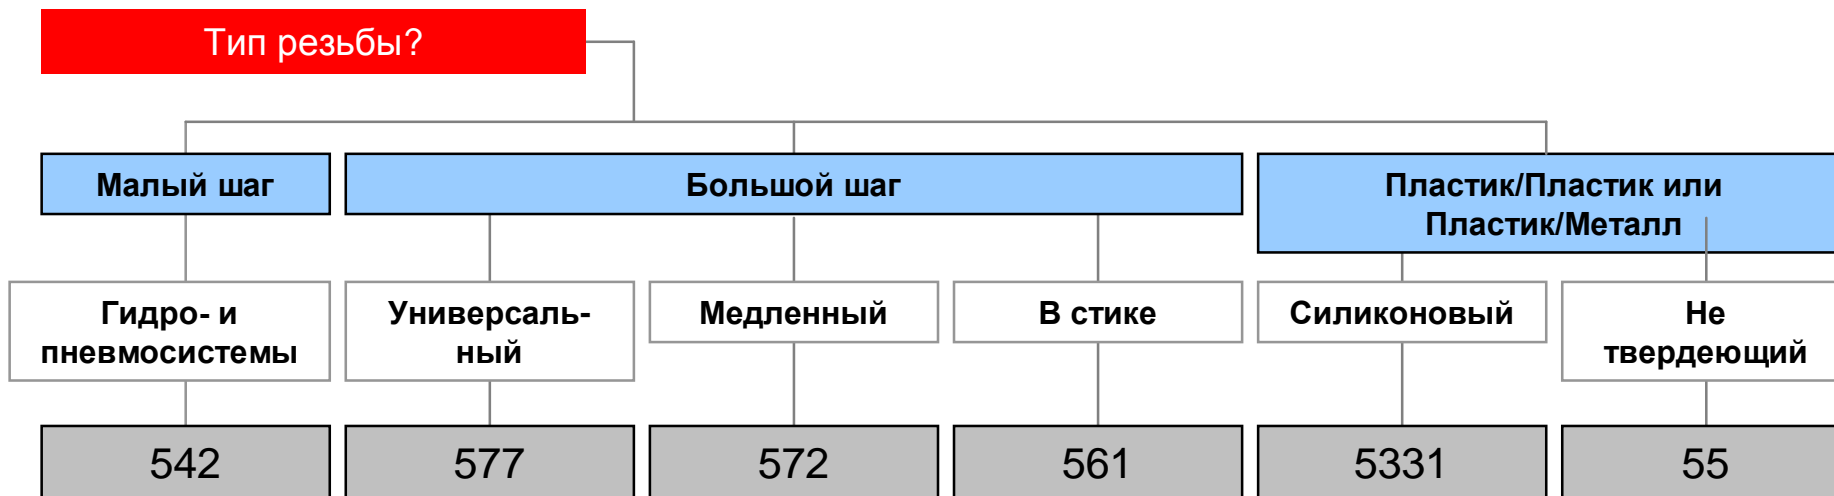 Тип резьбы?
Малый шаг
Большой шаг
Пластик/Пластик или
Пластик/Металл
Гидро- и
пневмосистемы
Универсаль-
ный
Медленный
В стике
Силиконовый
Не
твердеющий
542
577
572
561
5331
55